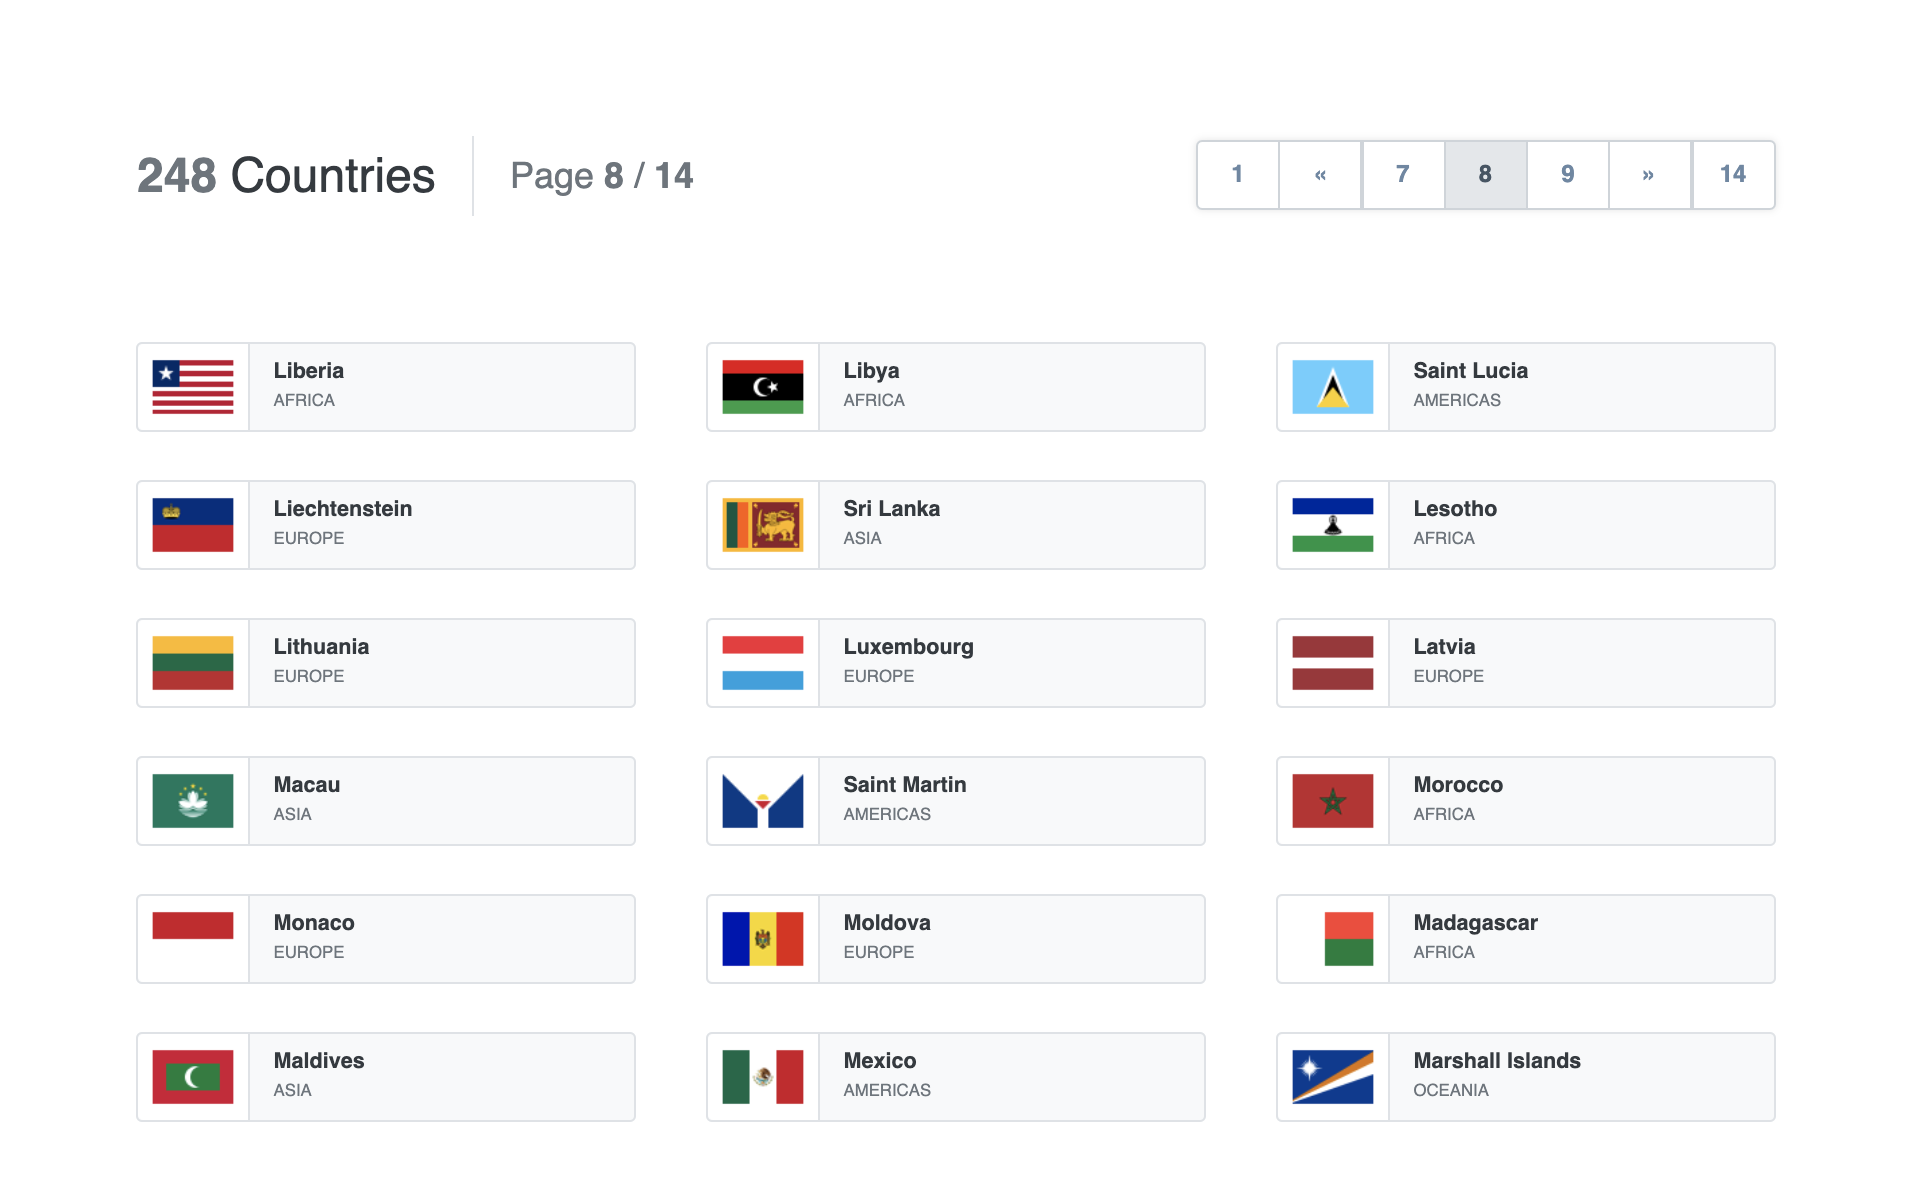 248 Countries
Page 8 / 14
1 « 7 8 9 » 14
Liberia
AFRICA
Libya
AFRICA
Saint Lucia
AMERICAS
Liechtenstein
EUROPE
Sri Lanka
ASIA
Lesotho
AFRICA
Lithuania
EUROPE
Luxembourg
EUROPE
Latvia
EUROPE
Macau
ASIA
Saint Martin
AMERICAS
Morocco
AFRICA
Monaco
EUROPE
Moldova
EUROPE
Madagascar
AFRICA
Maldives
ASIA
Mexico
AMERICAS
Marshall Islands
OCEANIA